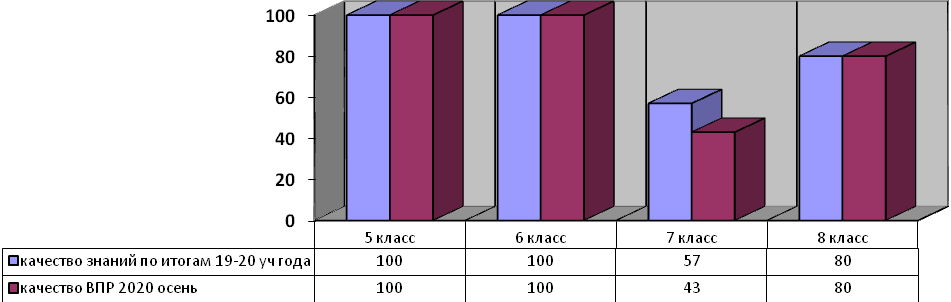 100
80
60
40
20
0
5 класс 6 класс 7 класс 8 класс
качество знаний по итогам 19-20 уч года 100 100 57 80
качество ВПР 2020 осень 100 100 43 80